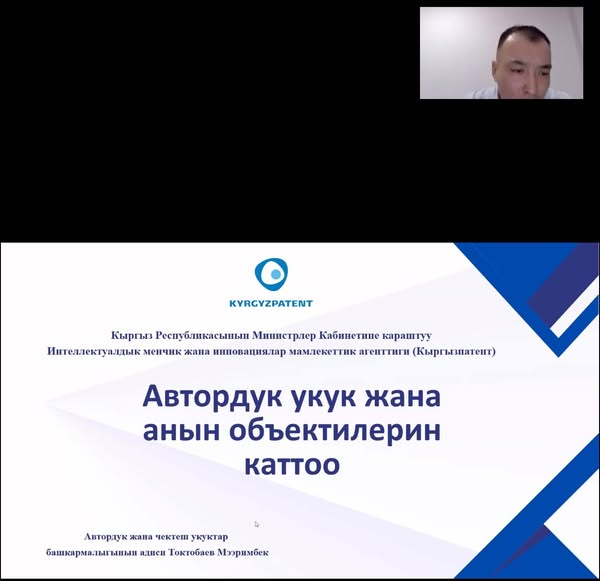 KYRGYZPATENT
Кыргыз Республикасынын Министрлер Кабинетине караштуу
Интеллектуалдык менчик жана инновациялар мамлекеттик агенттиги (Кыргызпатент)
Автордук укук жана
анын объектилерин
каттоо
Автордук жана чектеш укуктар
башкармалыгынын адиси Токтобаев Мээримбек